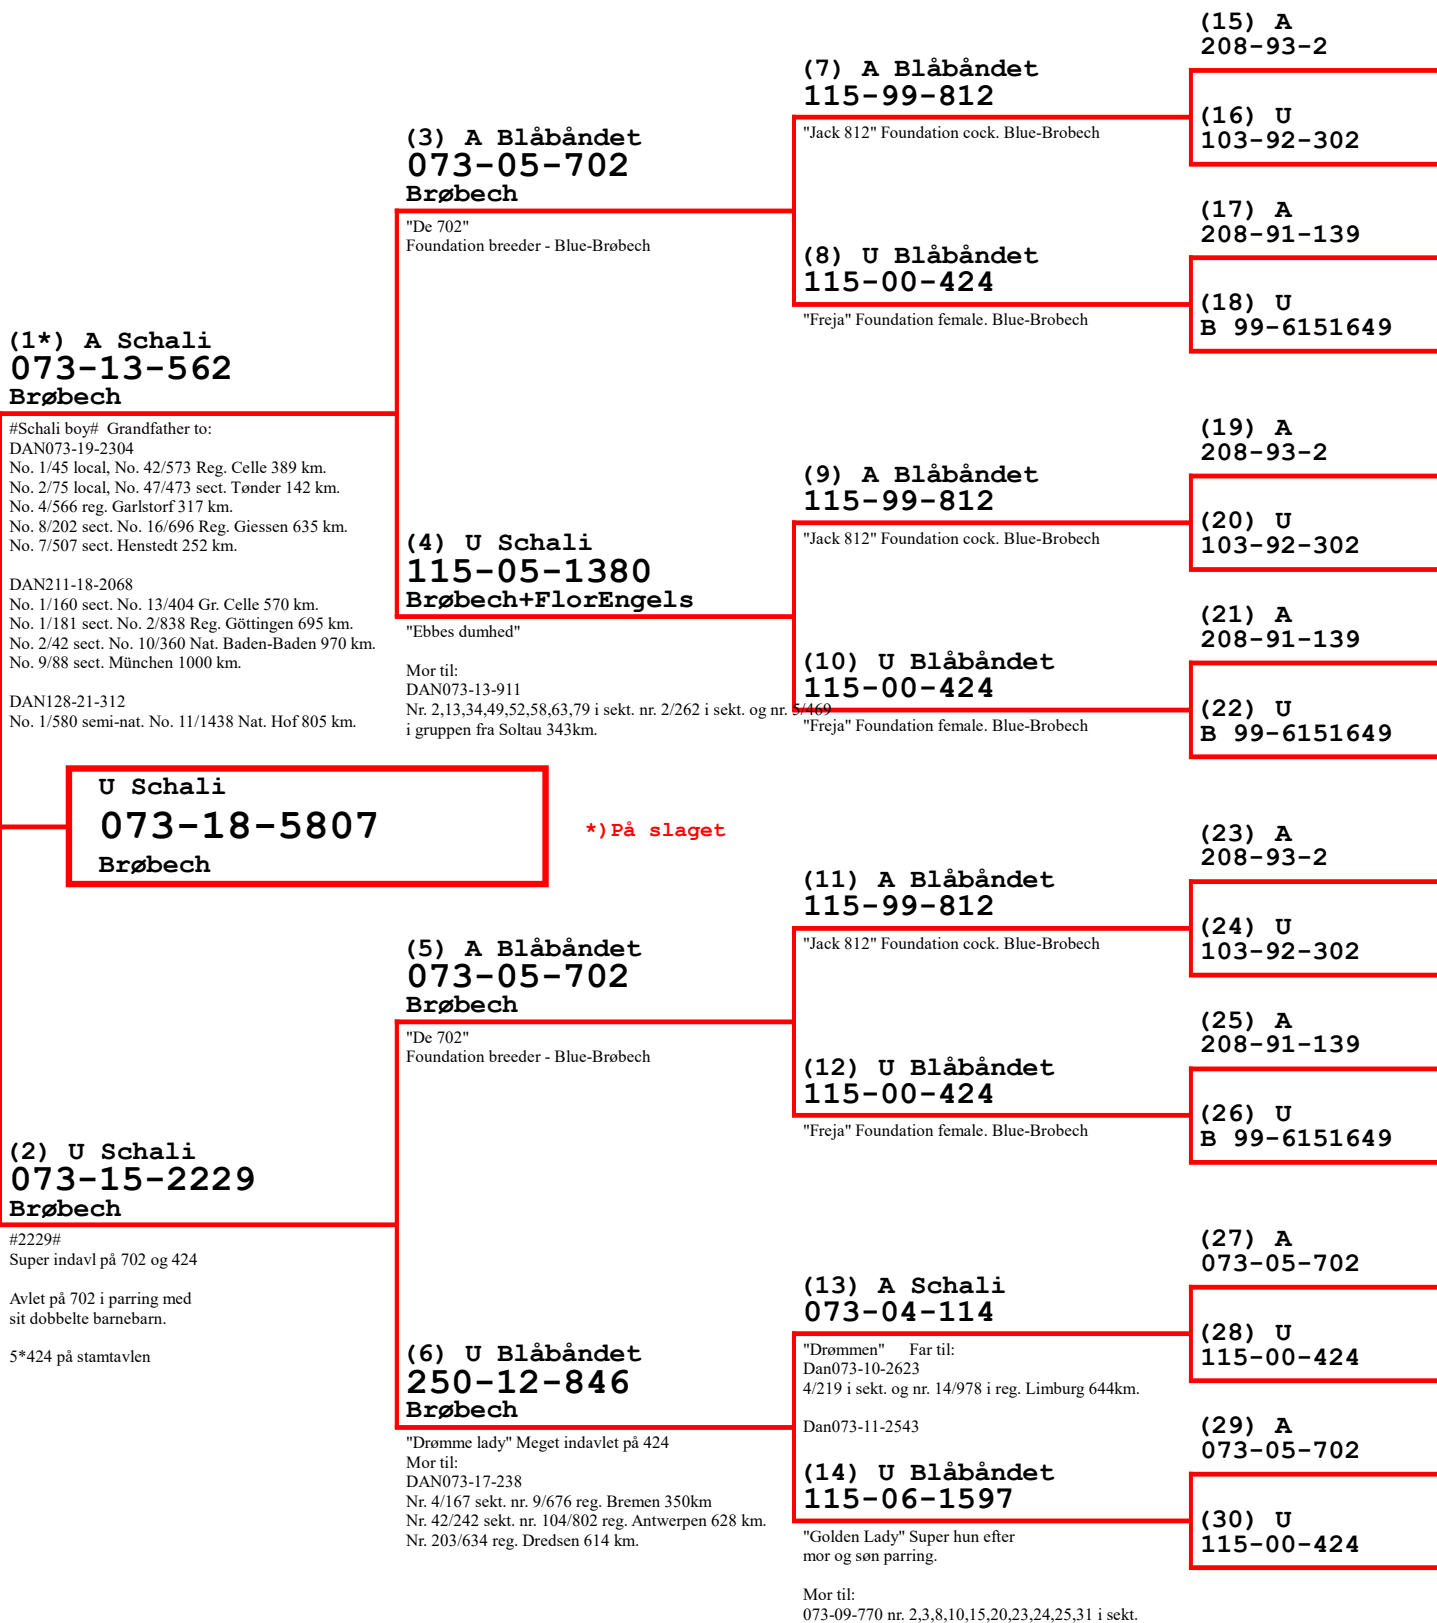 (1*) A Schali
073-13-562
Brøbech
#Schali boy#  Grandfather to:
DAN073-19-2304
No. 1/45 local, No. 42/573 Reg. Celle 389 km.
No. 2/75 local, No. 47/473 sect. Tønder 142 km.
No. 4/566 reg. Garlstorf 317 km.
No. 8/202 sect. No. 16/696 Reg. Giessen 635 km.
No. 7/507 sect. Henstedt 252 km.
DAN211-18-2068
No. 1/160 sect. No. 13/404 Gr. Celle 570 km.
No. 1/181 sect. No. 2/838 Reg. Göttingen 695 km.
No. 2/42 sect. No. 10/360 Nat. Baden-Baden 970 km.
No. 9/88 sect. München 1000 km.
DAN128-21-312
No. 1/580 semi-nat. No. 11/1438 Nat. Hof 805 km.
U Schali
073-18-5807
Brøbech
*)På slaget
(2) U Schali
073-15-2229
Brøbech
#2229#
Super indavl på 702 og 424
Avlet på 702 i parring med
sit dobbelte barnebarn.
5*424 på stamtavlen
(3) A Blåbåndet
073-05-702
Brøbech
"De 702"
Foundation breeder - Blue-Brøbech
(4) U Schali
115-05-1380
Brøbech+FlorEngels
"Ebbes dumhed"
Mor til:
DAN073-13-911
Nr. 2,13,34,49,52,58,63,79 i sekt. nr. 2/262 i sekt. og nr. 5/469
i gruppen fra Soltau 343km.
(5) A Blåbåndet
073-05-702
Brøbech
"De 702"
Foundation breeder - Blue-Brøbech
(6) U Blåbåndet
250-12-846
Brøbech
"Drømme lady" Meget indavlet på 424
Mor til:
DAN073-17-238
Nr. 4/167 sekt. nr. 9/676 reg. Bremen 350km
Nr. 42/242 sekt. nr. 104/802 reg. Antwerpen 628 km.
Nr. 203/634 reg. Dredsen 614 km.
(7) A Blåbåndet
115-99-812
"Jack 812" Foundation cock. Blue-Brobech
(8) U Blåbåndet
115-00-424
"Freja" Foundation female. Blue-Brobech
(9) A Blåbåndet
115-99-812
"Jack 812" Foundation cock. Blue-Brobech
(10) U Blåbåndet
115-00-424
"Freja" Foundation female. Blue-Brobech
(11) A Blåbåndet
115-99-812
"Jack 812" Foundation cock. Blue-Brobech
(12) U Blåbåndet
115-00-424
"Freja" Foundation female. Blue-Brobech
(13) A Schali
073-04-114
"Drømmen"    Far til:
Dan073-10-2623
4/219 i sekt. og nr. 14/978 i reg. Limburg 644km.
Dan073-11-2543
(14) U Blåbåndet
115-06-1597
"Golden Lady" Super hun efter
mor og søn parring.
Mor til:
073-09-770 nr. 2,3,8,10,15,20,23,24,25,31 i sekt.
(15) A
208-93-2
(16) U
103-92-302
(17) A
208-91-139
(18) U
B 99-6151649
(19) A
208-93-2
(20) U
103-92-302
(21) A
208-91-139
(22) U
B 99-6151649
(23) A
208-93-2
(24) U
103-92-302
(25) A
208-91-139
(26) U
B 99-6151649
(27) A
073-05-702
(28) U
115-00-424
(29) A
073-05-702
(30) U
115-00-424